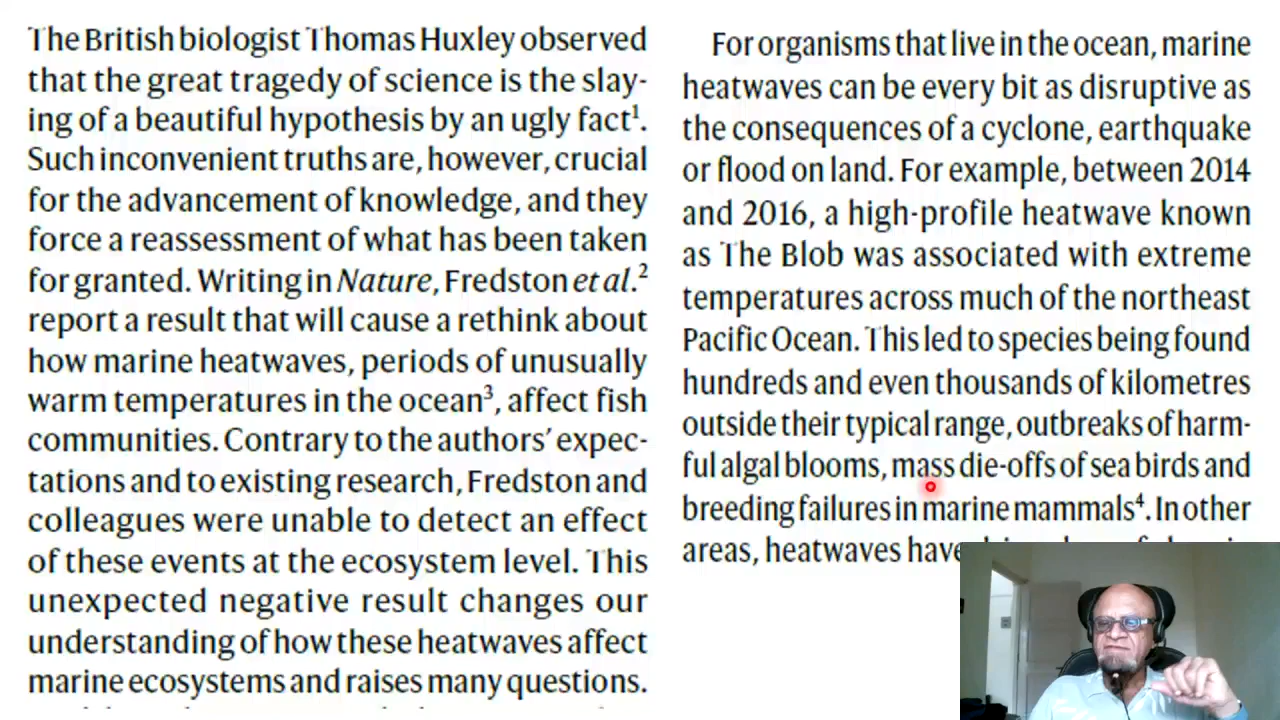 The British biologist Thomas Huxley observed
that the great tragedy of science is the slay-
ing of a beautiful hypothesis by an ugly fact¹.
Such inconvenient truths are, however, crucial
for the advancement of knowledge, and they
force a reassessment of what has been taken
for granted. Writing in Nature, Fredston et al.²
report a result that will cause a rethink about
how marine heatwaves, periods of unusually
warm temperatures in the ocean³, affect fish
communities. Contrary to the authors' expec-
tations and to existing research, Fredston and
colleagues were unable to detect an effect
of these events at the ecosystem level. This
unexpected negative result changes our
understanding of how these heatwaves affect
marine ecosystems and raises many questions.
For organisms that live in the ocean, marine
heatwaves can be every bit as disruptive as
the consequences of a cyclone, earthquake
or flood on land. For example, between 2014
and 2016, a high-profile heatwave known
as The Blob was associated with extreme
temperatures across much of the northeast
Pacific Ocean. This led to species being found
hundreds and even thousands of kilometres
outside their typical range, outbreaks of harm-
ful algal blooms, mass die-offs of sea birds and
breeding failures in marine mammals⁴. In other
areas, heatwaves have